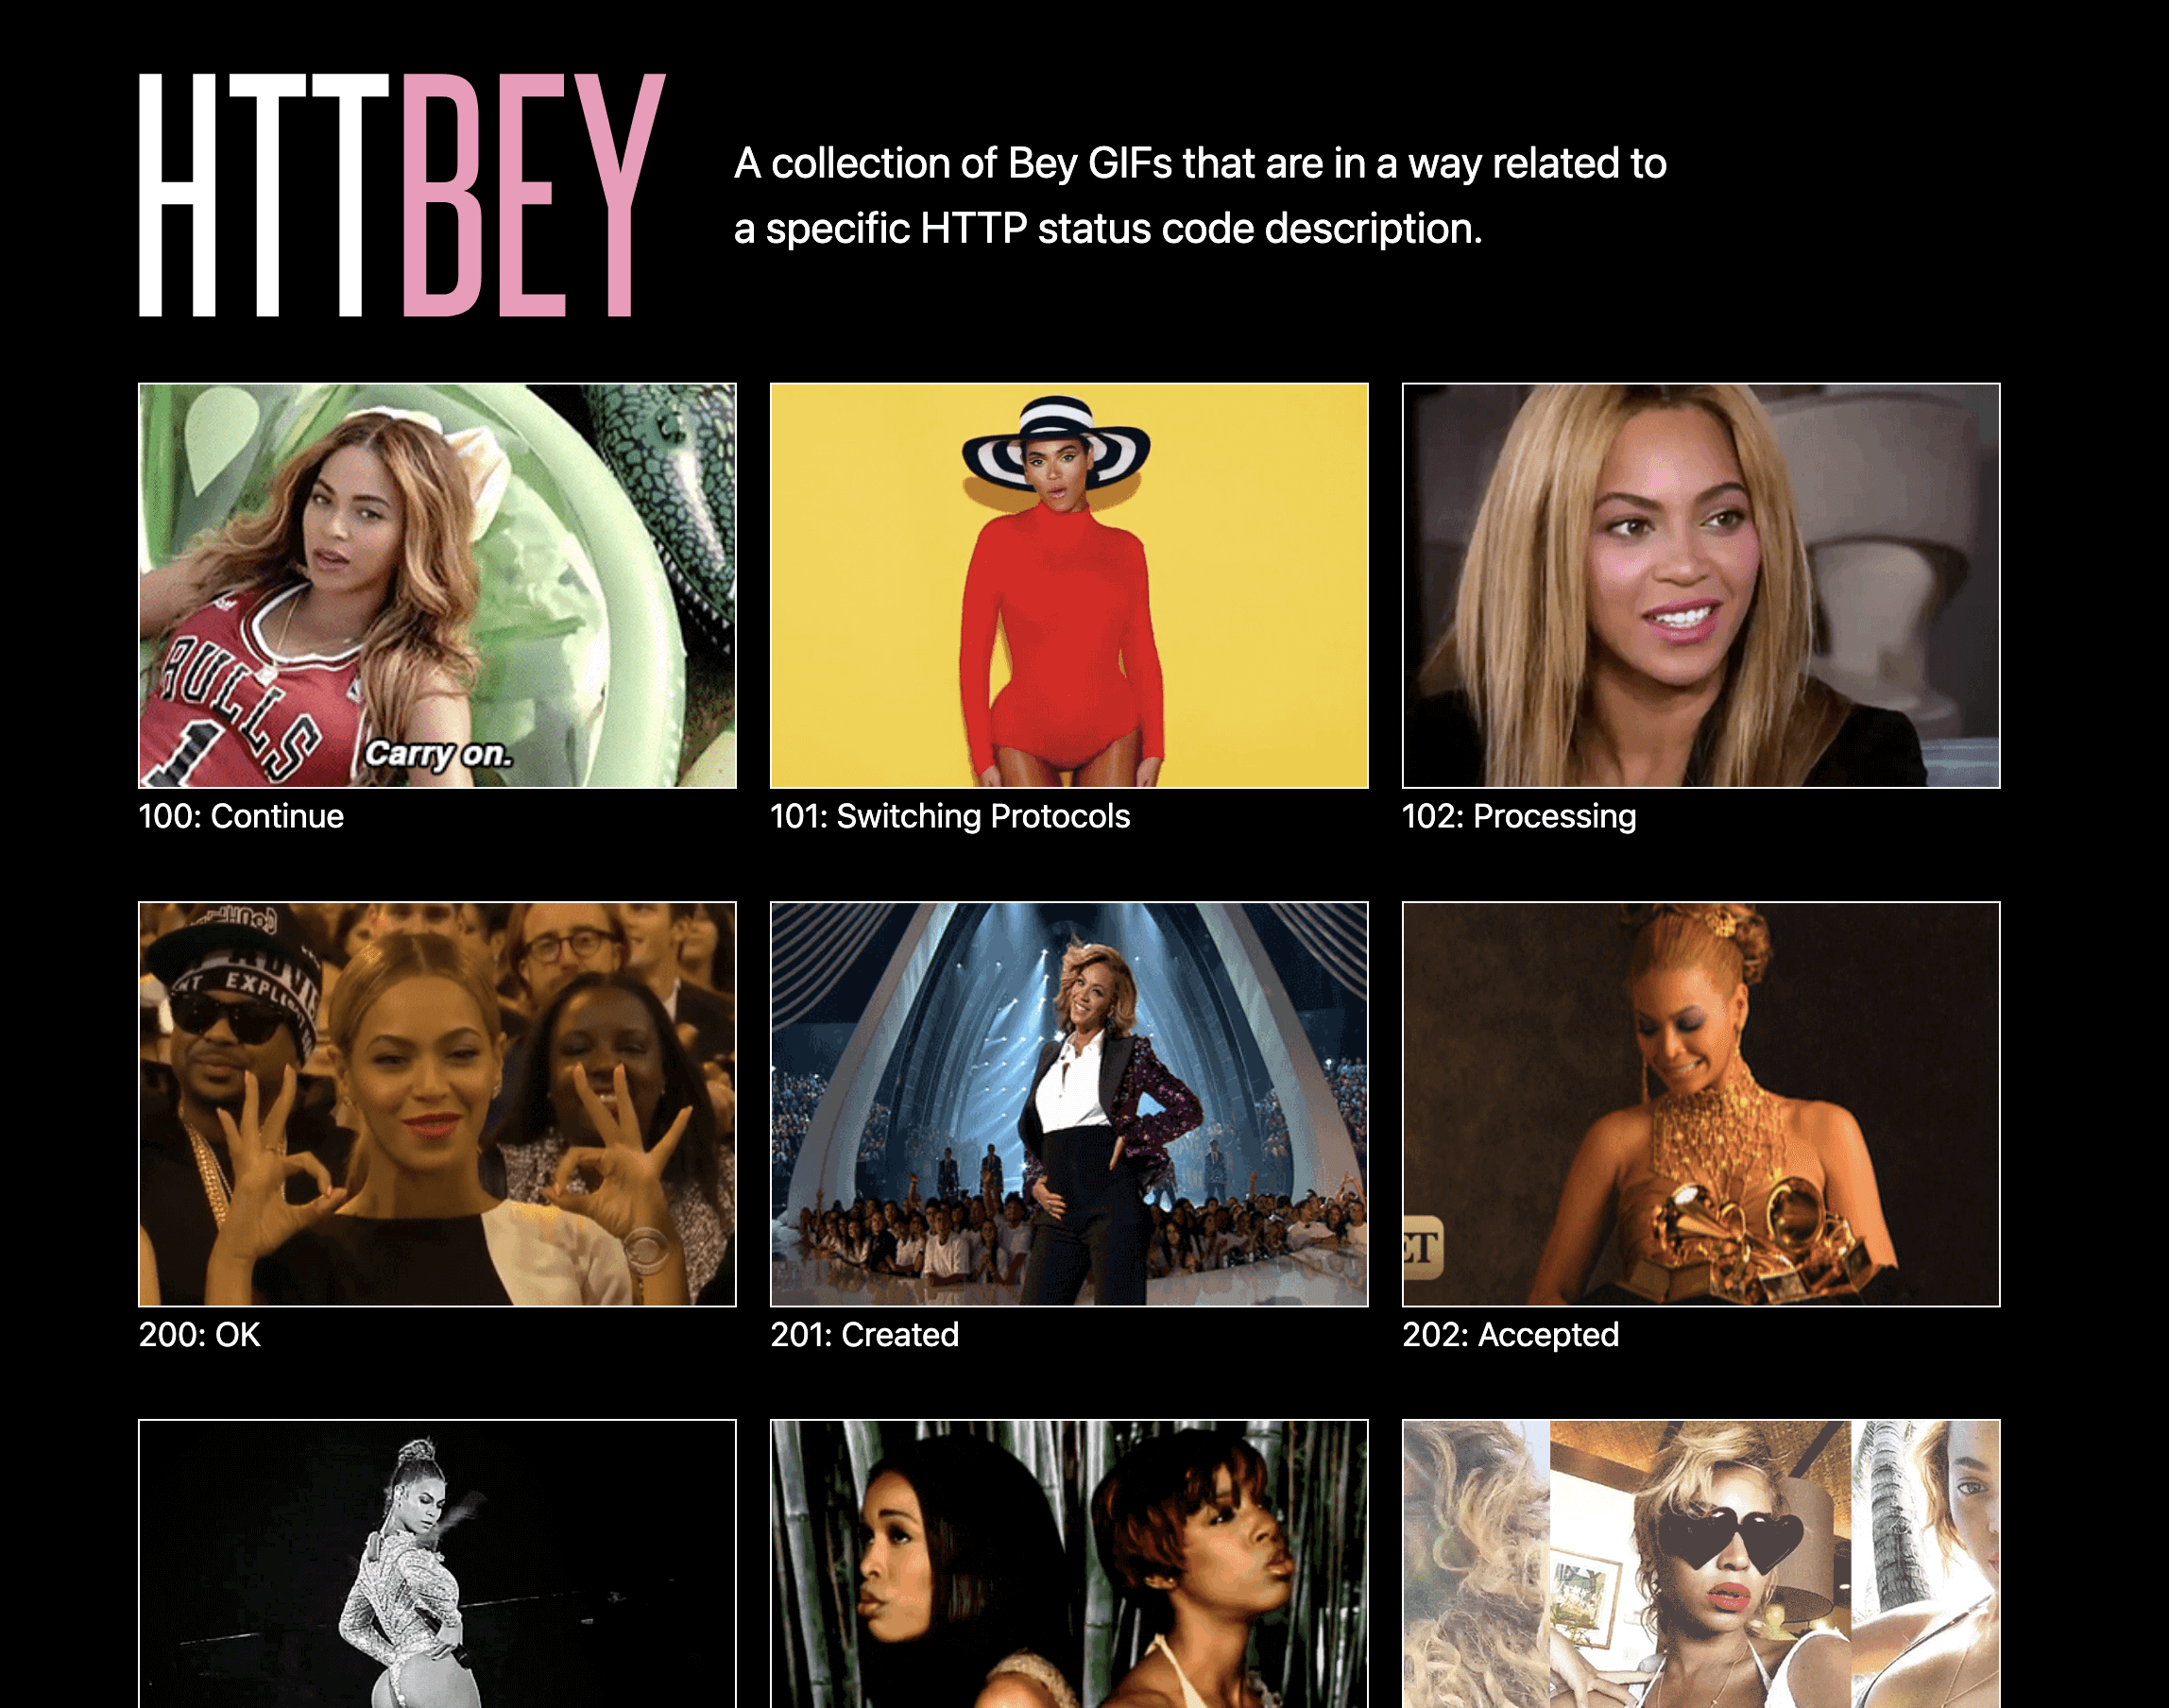 HTTBEY
A collection of Bey GIFs that are in a way related to
a specific HTTP status code description.
BULLS
1
Carry on.
100: Continue
101: Switching Protocols
102: Processing
ET
200: OK
201: Created
202: Accepted